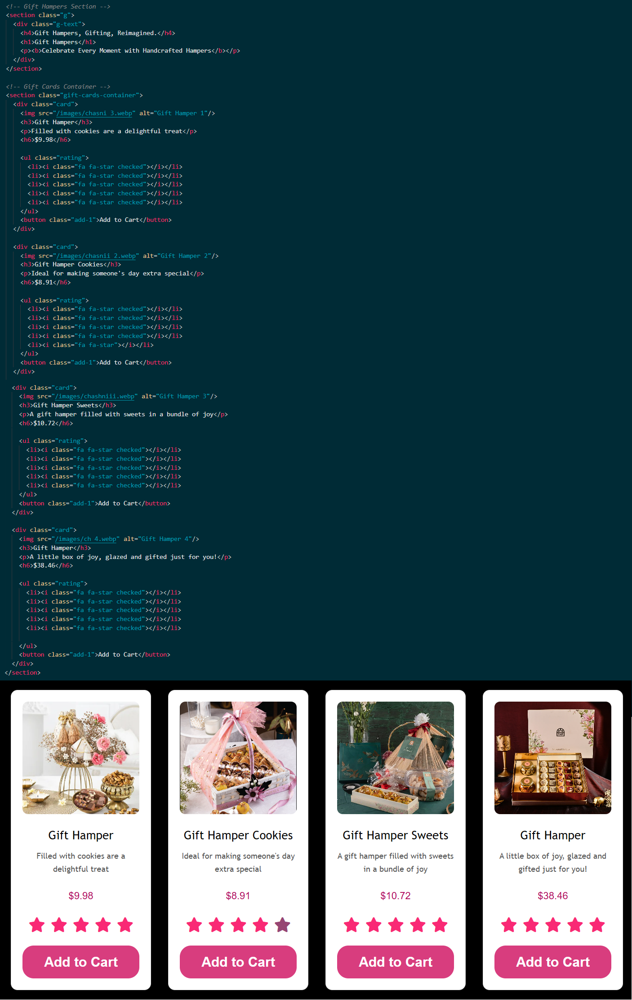 <!-- Gift Hampers Section -->
<section class="g">
<div class="g-text">
<h4>Gift Hampers, Gifting, Reimagined.</h4>
<h1>Gift Hampers</h1>
<p><b>Celebrate Every Moment with Handcrafted Hampers</b></p>
</div>
</section>
<!-- Gift Cards Container -->
<section class="gift-cards-container">
<div class="card">
<img src="/images/chasni 3.webp" alt="Gift Hamper 1"/>
<h3>Gift Hamper</h3>
<p>Filled with cookies are a delightful treat</p>
<h6>$9.98</h6>
<ul class="rating">
<li><i class="fa fa-star checked"></i></li>
<li><i class="fa fa-star checked"></i></li>
<li><i class="fa fa-star checked"></i></li>
<li><i class="fa fa-star checked"></i></li>
<li><i class="fa fa-star checked"></i></li>
</ul>
<button class="add-1">Add to Cart</button>
</div>
<div class="card">
<img src="/images/chasnii 2.webp" alt="Gift Hamper 2"/>
<h3>Gift Hamper Cookies</h3>
<p>Ideal for making someone's day extra special</p>
<h6>$8.91</h6>
<ul class="rating">
<li><i class="fa fa-star checked"></i></li>
<li><i class="fa fa-star checked"></i></li>
<li><i class="fa fa-star checked"></i></li>
<li><i class="fa fa-star checked"></i></li>
<li><i class="fa fa-star"></i></li>
</ul>
<button class="add-1">Add to Cart</button>
</div>
<div class="card">
<img src="/images/chashniii.webp" alt="Gift Hamper 3"/>
<h3>Gift Hamper Sweets</h3>
<p>A gift hamper filled with sweets in a bundle of joy</p>
<h6>$10.72</h6>
<ul class="rating">
<li><i class="fa fa-star checked"></i></li>
<li><i class="fa fa-star checked"></i></li>
<li><i class="fa fa-star checked"></i></li>
<li><i class="fa fa-star checked"></i></li>
<li><i class="fa fa-star checked"></i></li>
</ul>
<button class="add-1">Add to Cart</button>
</div>
<div class="card">
<img src="/images/ch 4.webp" alt="Gift Hamper 4"/>
<h3>Gift Hamper</h3>
<p>A little box of joy, glazed and gifted just for you!</p>
<h6>$38.46</h6>
<ul class="rating">
<li><i class="fa fa-star checked"></i></li>
<li><i class="fa fa-star checked"></i></li>
<li><i class="fa fa-star checked"></i></li>
<li><i class="fa fa-star checked"></i></li>
<li><i class="fa fa-star checked"></i></li>
</ul>
<button class="add-1">Add to Cart</button>
</div>
</section>
Gift Hamper
Filled with cookies are a
delightful treat
$9.98
Add to Cart
Gift Hamper Cookies
Ideal for making someone's day
extra special
$8.91
Add to Cart
Gift Hamper Sweets
A gift hamper filled with sweets
in a bundle of joy
$10.72
Add to Cart
THF
Gift Hamper
A little box of joy, glazed and
gifted just for you!
$38.46
Add to Cart